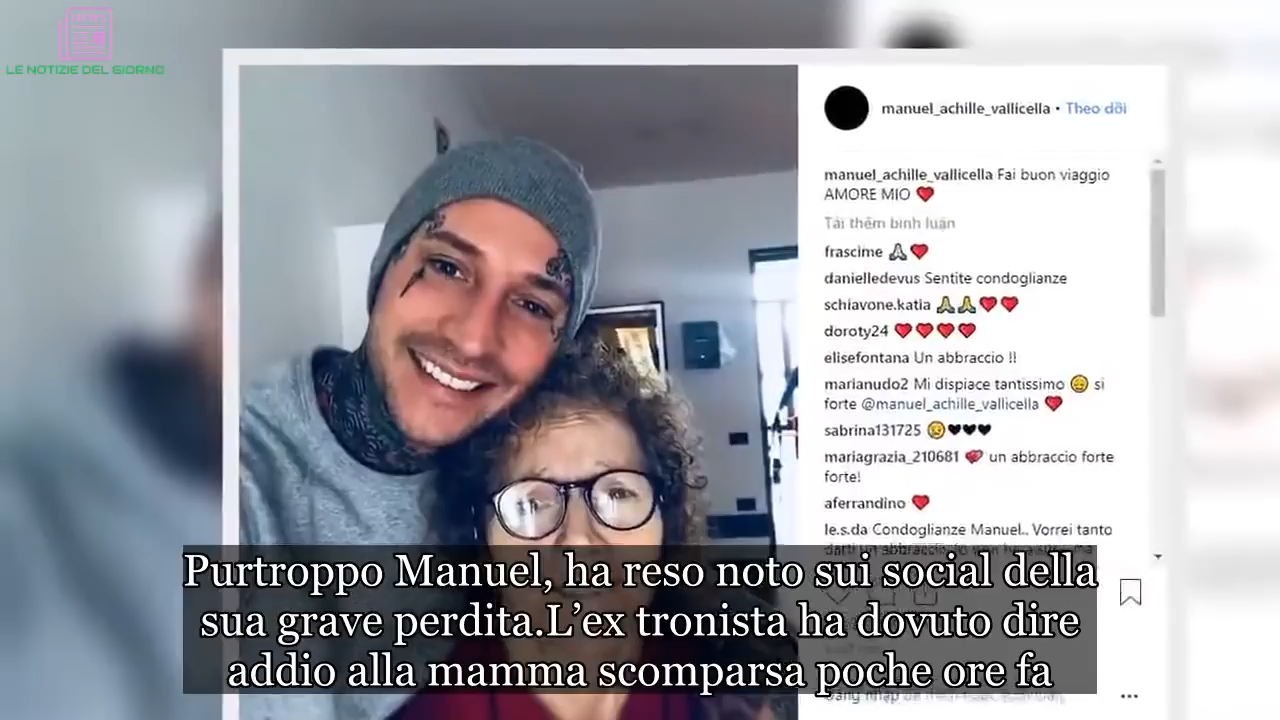 NEWS
LE NOTIZIE DEL GIORNO
manuel_achille_vallicella • Theo dõi
manuel_achille_vallicella Fai buon viaggio
AMORE MIO ❤️
Tải thêm bình luận
frascime 🙏❤️
danielledevus Sentite condoglianze
schiavone.katia 🙏🙏❤️❤️
doroty24 ❤️❤️❤️❤️
elisefontana Un abbraccio !!
marianudo2 Mi dispiace tantissimo 😔 si
forte @manuel_achille_vallicella ❤️
sabrina131725 😢🖤🖤🖤
mariagrazia_210681 💕 un abbraccio forte
forte!
aferrandino ❤️
le.s.da Condoglianze Manuel.. Vorrei tanto
Purtroppo Manuel, ha reso noto sui social della
sua grave perdita.L’ex tronista ha dovuto dire
addio alla mamma scomparsa poche ore fa